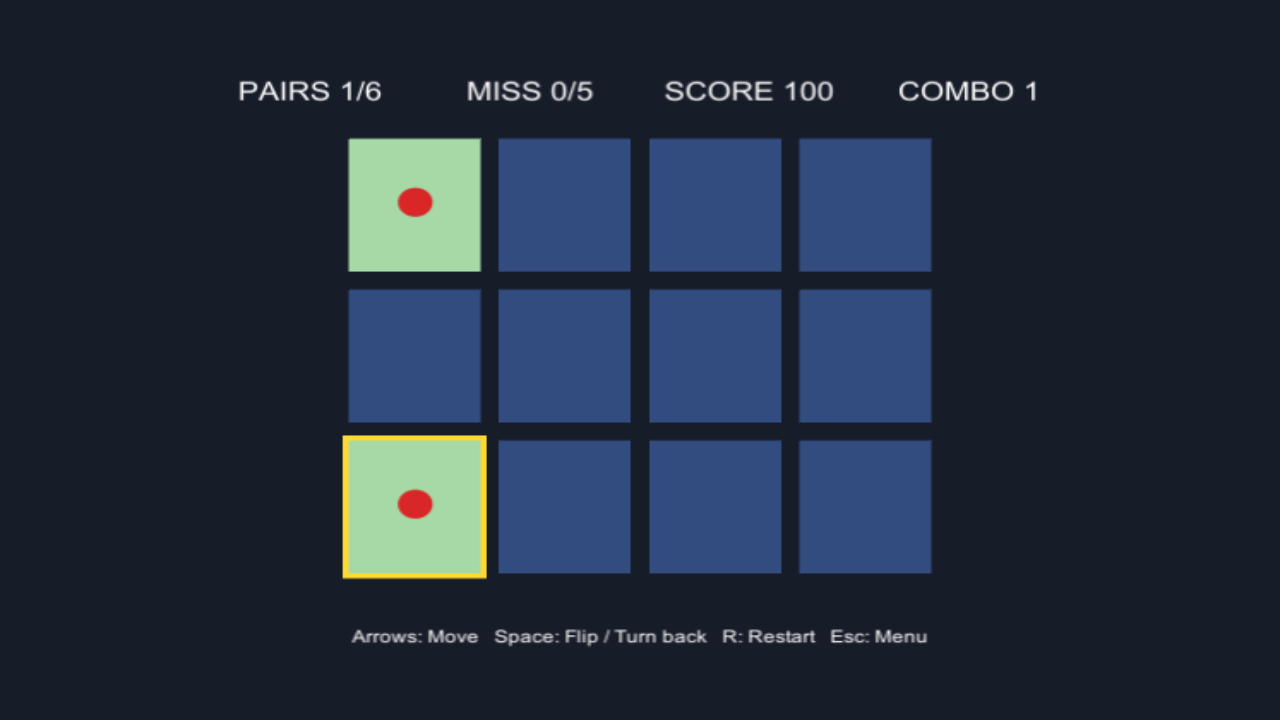 PAIRS 1/6 MISS 0/5 SCORE 100 COMBO 1
Arrows: Move Space: Flip / Turn back R: Restart Esc: Menu